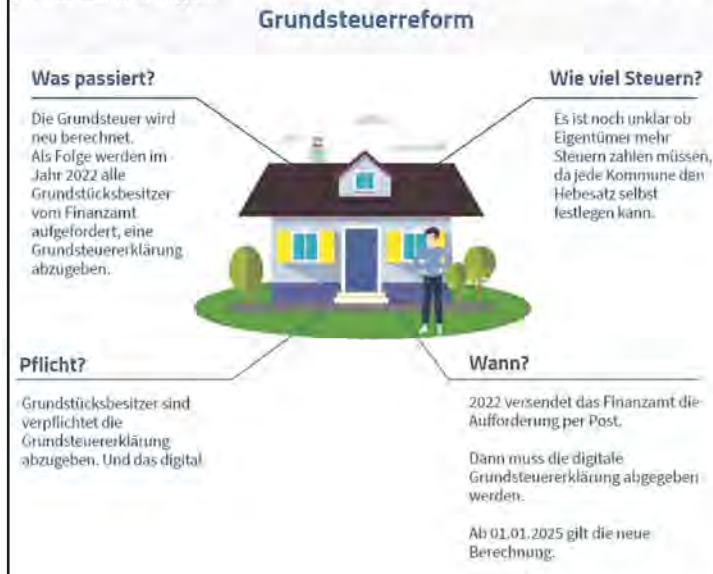 Grundsteuerreform
Was passiert?
Die Grundsteuer wird
neu berechnet.
Als Folge werden im
Jahr 2022 alle
Grundstücksbesitzer
vom Finanzamt
aufgefordert, eine
Grundsteuererklärung
abzugeben.
Wie viel Steuern?
Es ist noch unklar ob
Eigentümer mehr
Steuern zahlen müssen,
da jede Kommune den
Hebesatz selbst
festlegen kann.
Pflicht?
Grundstücksbesitzer sind
verpflichtet die
Grundsteuererklärung
abzugeben. Und das digital
Wann?
2022 versendet das Finanzamt die
Aufforderung per Post.
Dann muss die digitale
Grundsteuererklärung abgegeben
werden.
Ab 01.01.2025 gilt die neue
Berechnung.